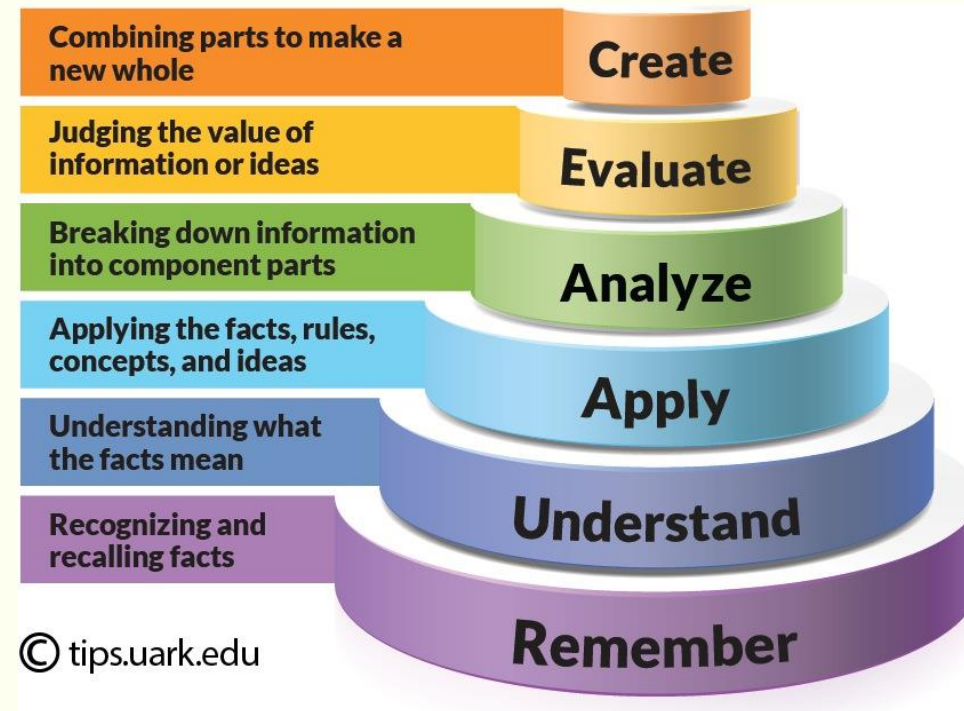 Combining parts to make a
new whole
Create
Judging the value of
information or ideas
Evaluate
Breaking down information
into component parts
Analyze
Applying the facts, rules,
concepts, and ideas
Apply
Understanding what
the facts mean
Understand
Recognizing and
recalling facts
Remember
© tips.uark.edu